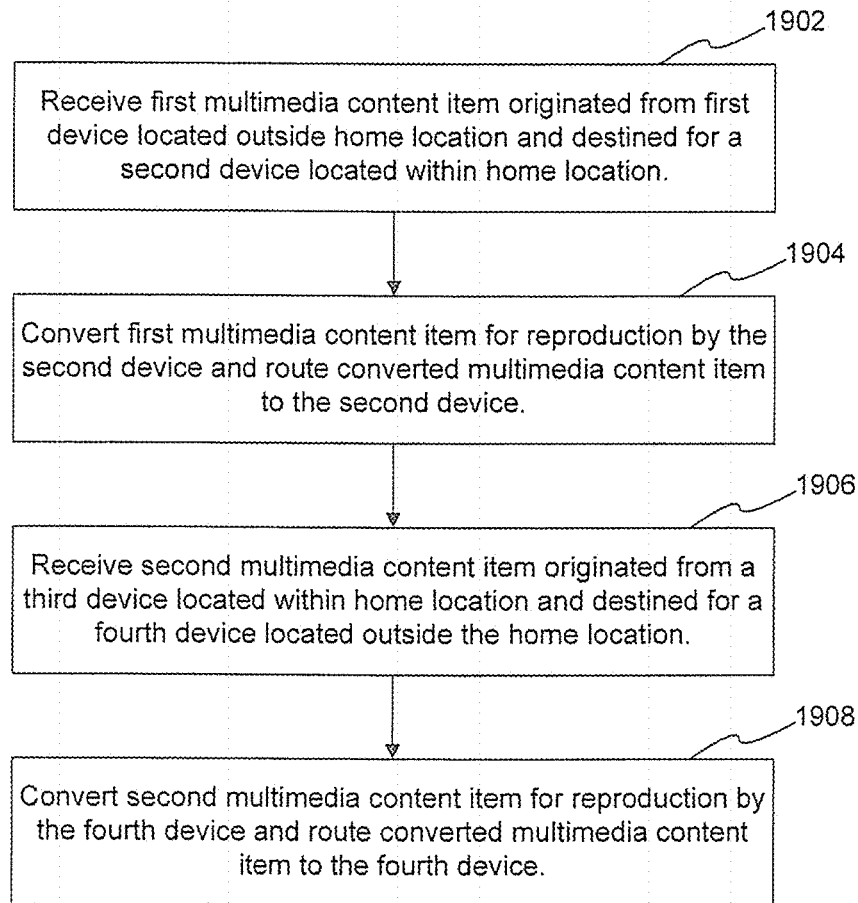 1902
Receive first multimedia content item originated from first
device located outside home location and destined for a
second device located within home location.
1904
Convert first multimedia content item for reproduction by the
second device and route converted multimedia content item
to the second device.
1906
Receive second multimedia content item originated from a
third device located within home location and destined for a
fourth device located outside the home location.
1908
Convert second multimedia content item for reproduction by
the fourth device and route converted multimedia content
item to the fourth device.